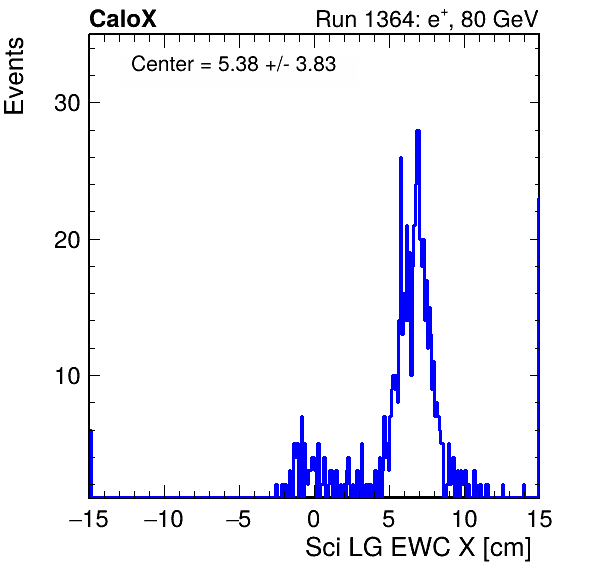 CaloX Run 1364: e⁺, 80 GeV
Center = 5.38 +/- 3.83
Events
30
20
10
−15 −10 −5 0 5 10 15
Sci LG EWC X [cm]